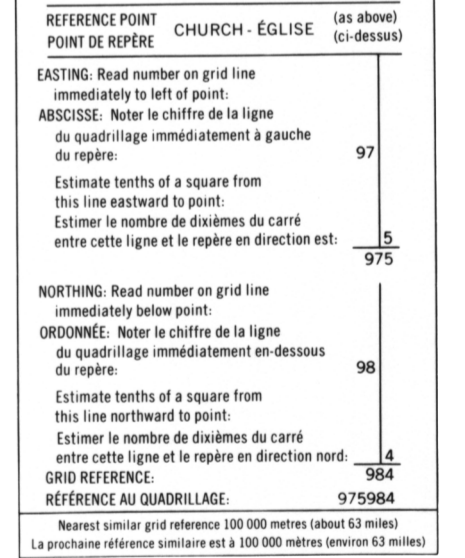 REFERENCE POINT CHURCH - ÉGLISE (as above)
POINT DE REPÈRE (ci-dessus)
EASTING: Read number on grid line
immediately to left of point:
ABSCISSE: Noter le chiffre de la ligne
du quadrillage immédiatement à gauche
du repère: 97
Estimate tenths of a square from
this line eastward to point:
Estimer le nombre de dixièmes du carré
entre cette ligne et le repère en direction est: 5
975
NORTHING: Read number on grid line
immediately below point:
ORDONNÉE: Noter le chiffre de la ligne
du quadrillage immédiatement en-dessous
du repère: 98
Estimate tenths of a square from
this line northward to point:
Estimer le nombre de dixièmes du carré
entre cette ligne et le repère en direction nord: 4
GRID REFERENCE: 984
RÉFÉRENCE AU QUADRILLAGE: 975984
Nearest similar grid reference 100 000 metres (about 63 miles)
La prochaine référence similaire est à 100 000 mètres (environ 63 milles)